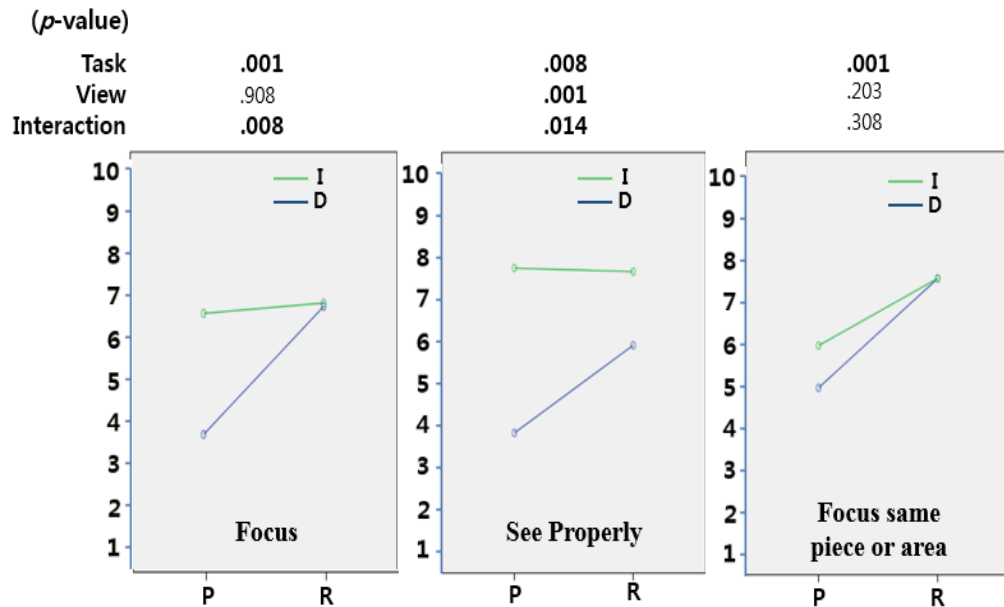 (p-value)
Task .001 .008 .001
View .908 .001 .203
Interaction .008 .014 .308
10
9
8
7
6
5
4
3
2
1
I
D
Focus
P R
10
9
8
7
6
5
4
3
2
1
I
D
See Properly
P R
10
9
8
7
6
5
4
3
2
1
I
D
Focus same
piece or area
P R